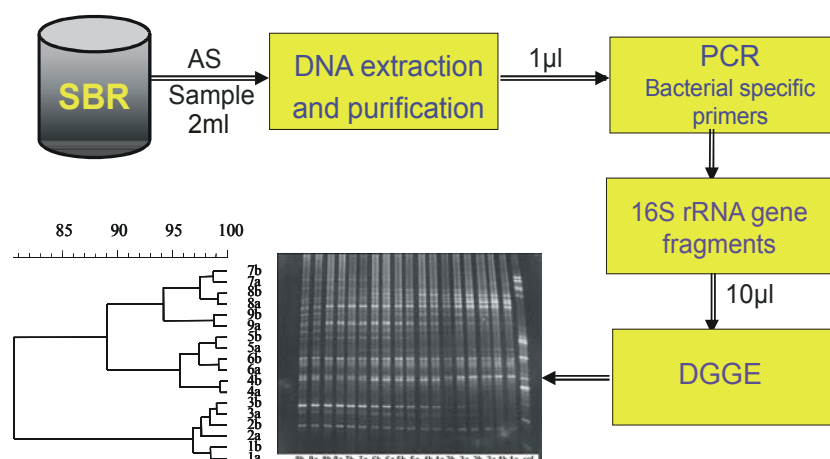 AS
SBR
Sample
2ml
DNA extraction
and purification
1µl
PCR
Bacterial specific
primers
16S rRNA gene
fragments
10µl
DGGE
85 90 95 100
7b
7a
8b
8a
9b
9a
5b
5a
6b
6a
4b
4a
3b
3a
2b
2a
1b
1a